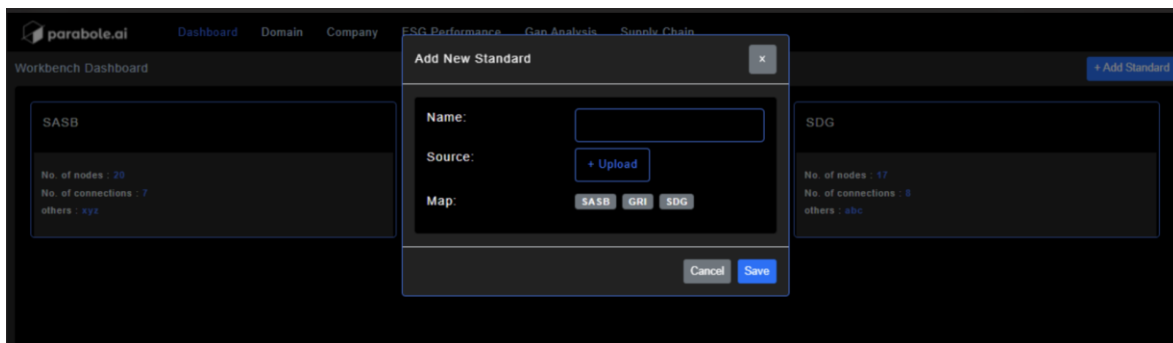 parabole.ai Dashboard Domain Company ESG Performance Gap Analysis Supply Chain
Workbench Dashboard
+ Add Standard
Add New Standard
x
Name:
Source:
+ Upload
Map:
SASB GRI SDG
Cancel Save
SASB
No. of nodes : 20
No. of connections : 7
others : xyz
SDG
No. of nodes : 17
No. of connections : 8
others : abc